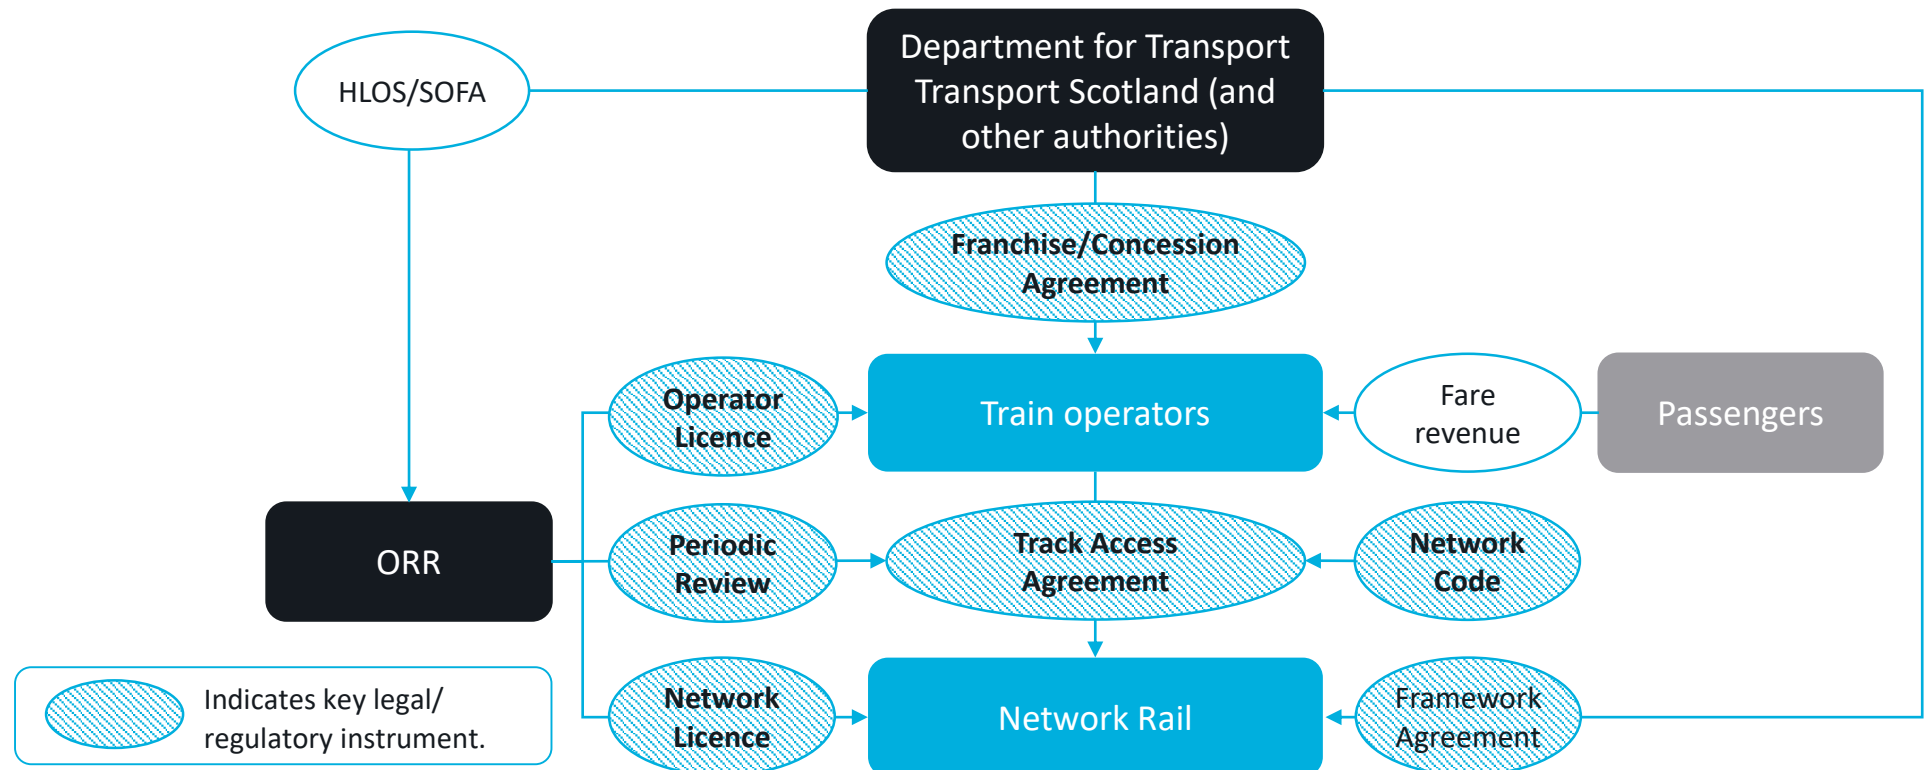 Department for Transport
Transport Scotland (and
other authorities)
HLOS/SOFA
Franchise/Concession
Agreement
Operator
Licence
Train operators
Fare
revenue
Passengers
ORR
Periodic
Review
Track Access
Agreement
Network
Code
Indicates key legal/
regulatory instrument.
Network
Licence
Network Rail
Framework
Agreement